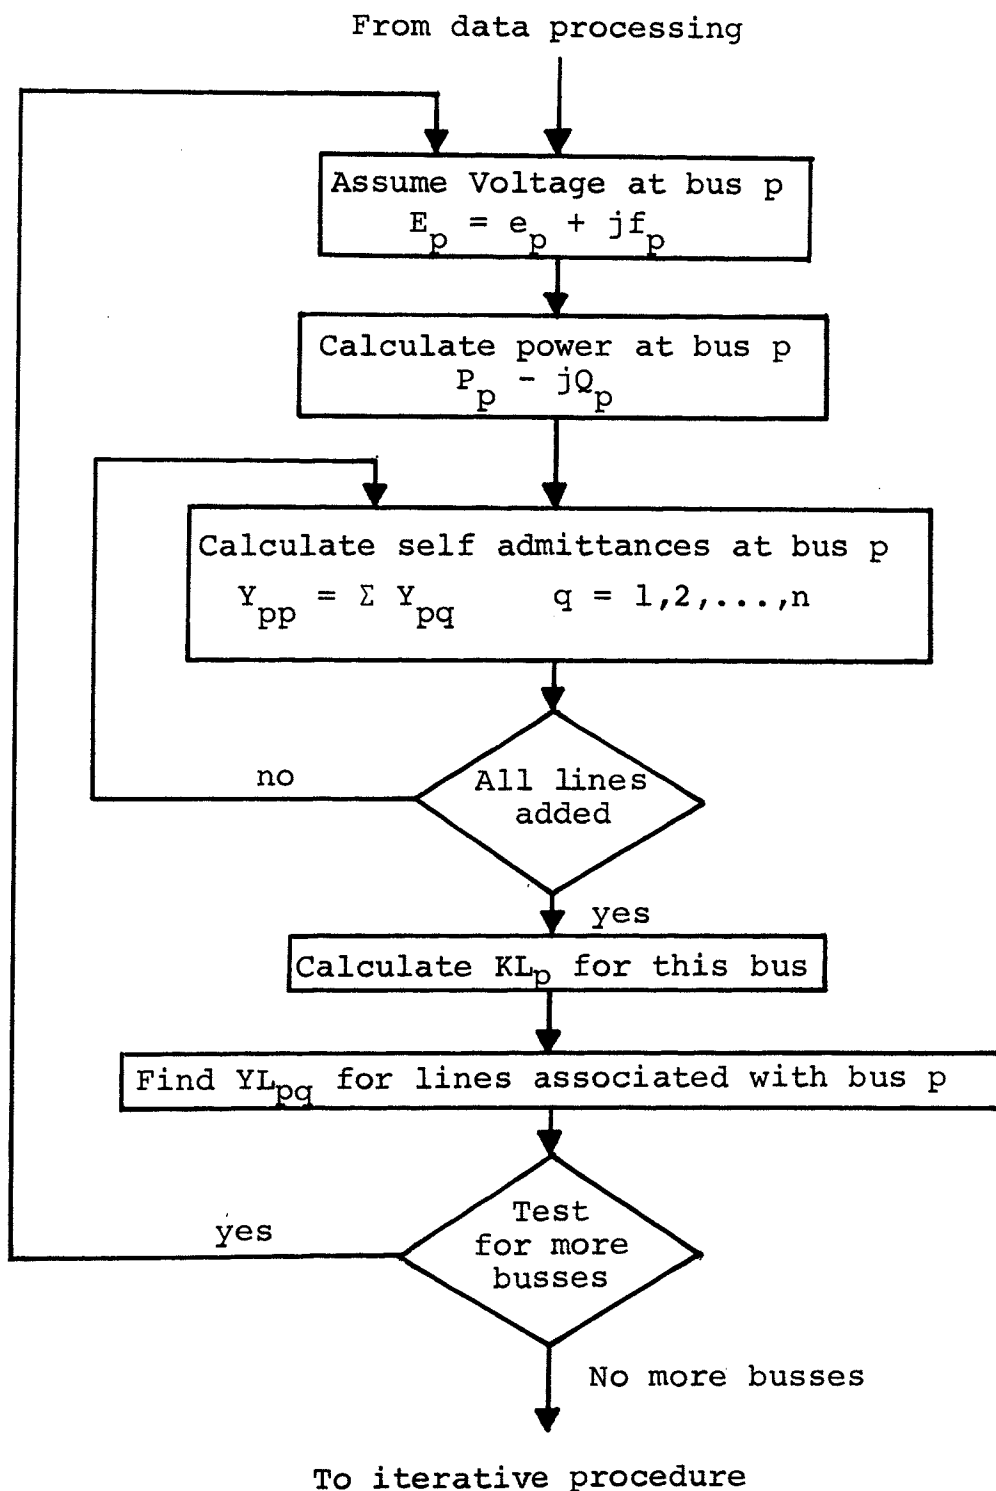 From data processing
Assume Voltage at bus p
E_p = e_p + jf_p
Calculate power at bus p
P_p - jQ_p
Calculate self admittances at bus p
Y_pp = Σ Y_pq q = 1,2,...,n
no
All lines
added
yes
Calculate KL_p for this bus
Find YL_pq for lines associated with bus p
yes
Test
for more
busses
No more busses
To iterative procedure